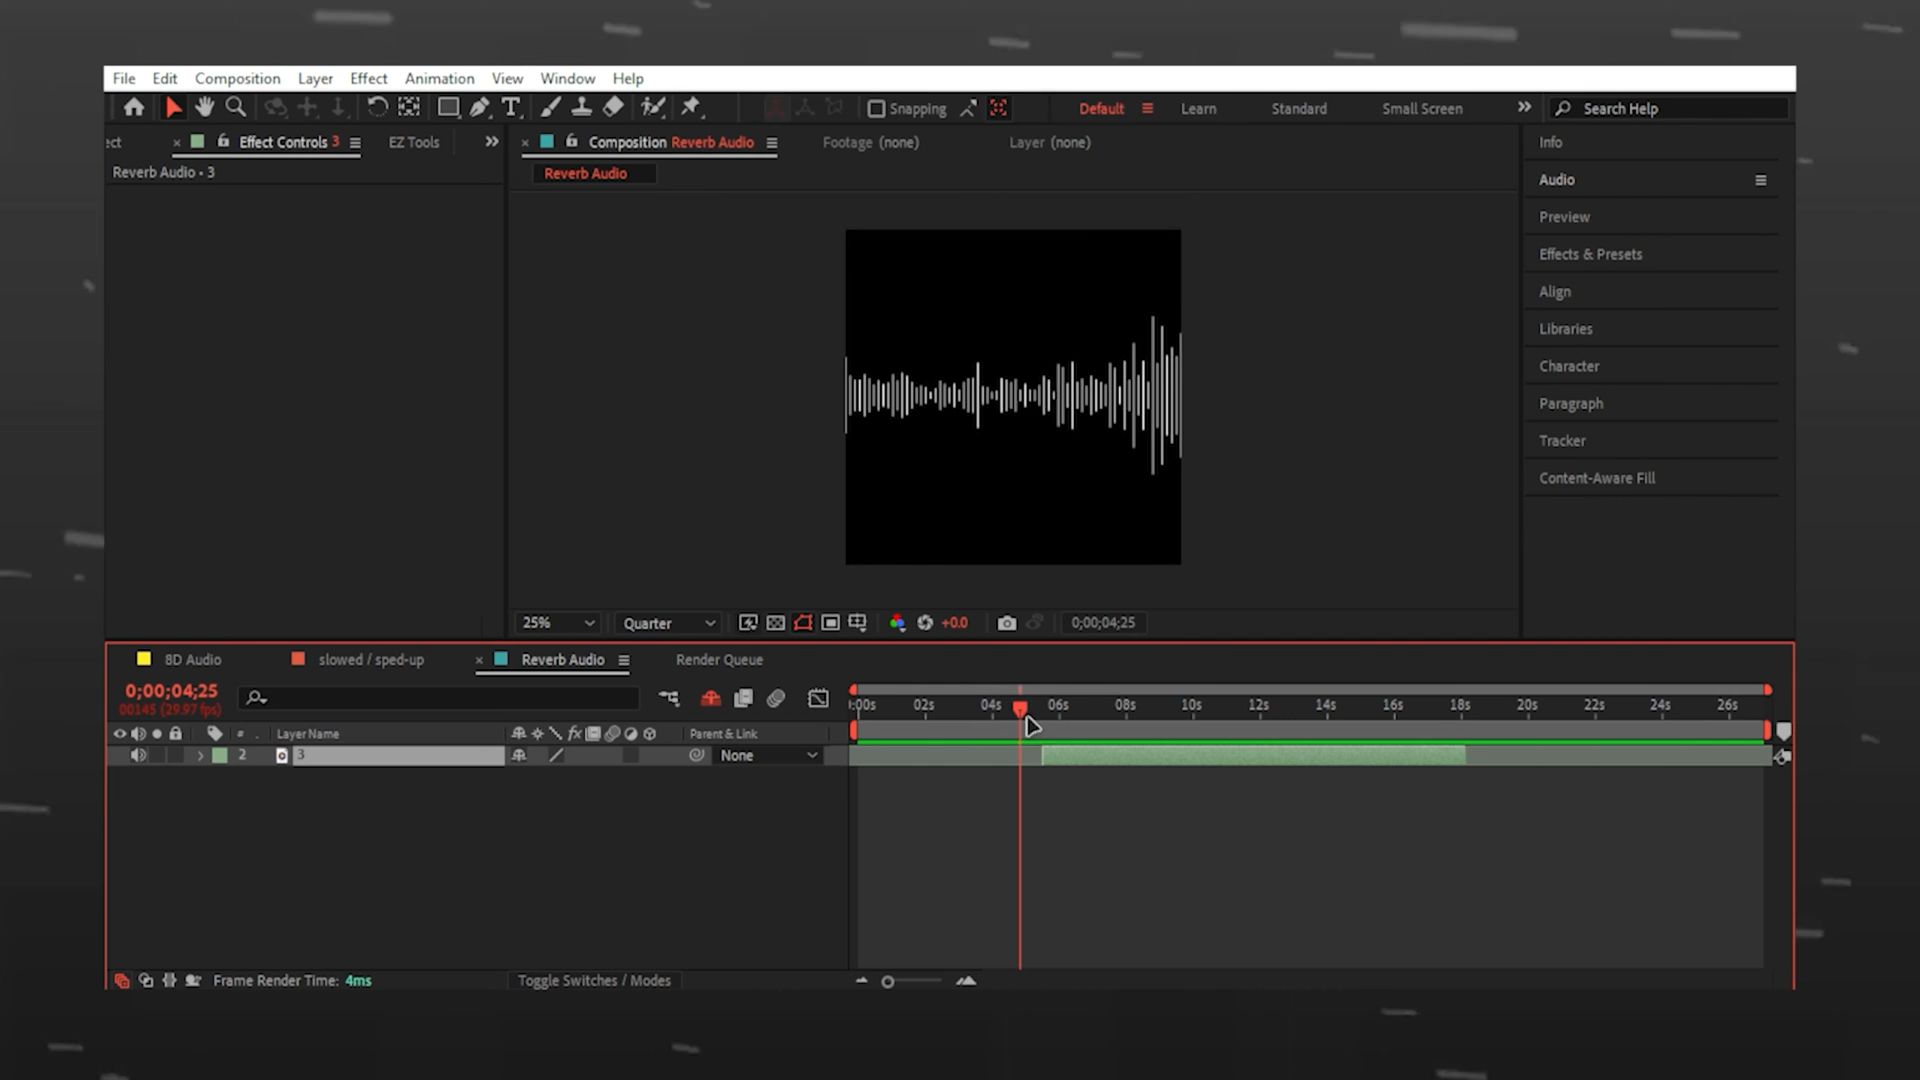 File Edit Composition Layer Effect Animation View Window Help
Snapping Default Learn Standard Small Screen Search Help
ect Effect Controls 3 EZ Tools Composition Reverb Audio Footage (none) Layer (none) Info
Reverb Audio • 3 Reverb Audio
Audio
Preview
Effects & Presets
Align
Libraries
Character
Paragraph
Tracker
Content-Aware Fill
25% Quarter +0.0 0;00;04;25
8D Audio slowed / sped-up Reverb Audio Render Queue
0;00;04;25
00145 (29.97 fps)
:00s 02s 04s 06s 08s 10s 12s 14s 16s 18s 20s 22s 24s 26s
# . Layer Name fx Parent & Link
2 3 None
Frame Render Time: 4ms Toggle Switches / Modes